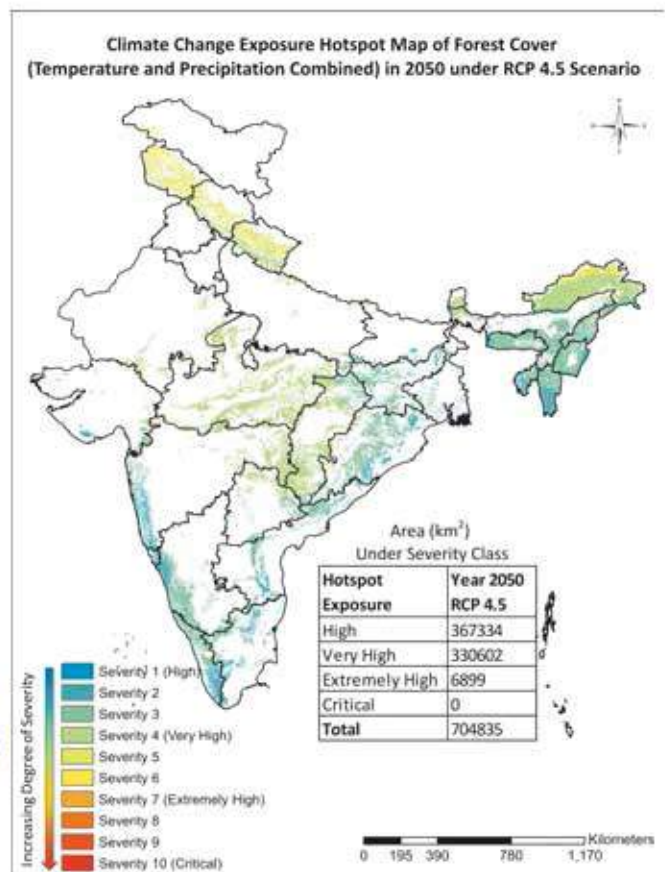 Climate Change Exposure Hotspot Map of Forest Cover
(Temperature and Precipitation Combined) in 2050 under RCP 4.5 Scenario
Area (km²)
Under Severity Class
Hotspot Exposure Year 2050 RCP 4.5
High 367334
Very High 330602
Extremely High 6899
Critical 0
Total 704835
Increasing Degree of Severity
Severity 1 (High)
Severity 2
Severity 3
Severity 4 (Very High)
Severity 5
Severity 6
Severity 7 (Extremely High)
Severity 8
Severity 9
Severity 10 (Critical)
Kilometers
0 195 390 780 1,170